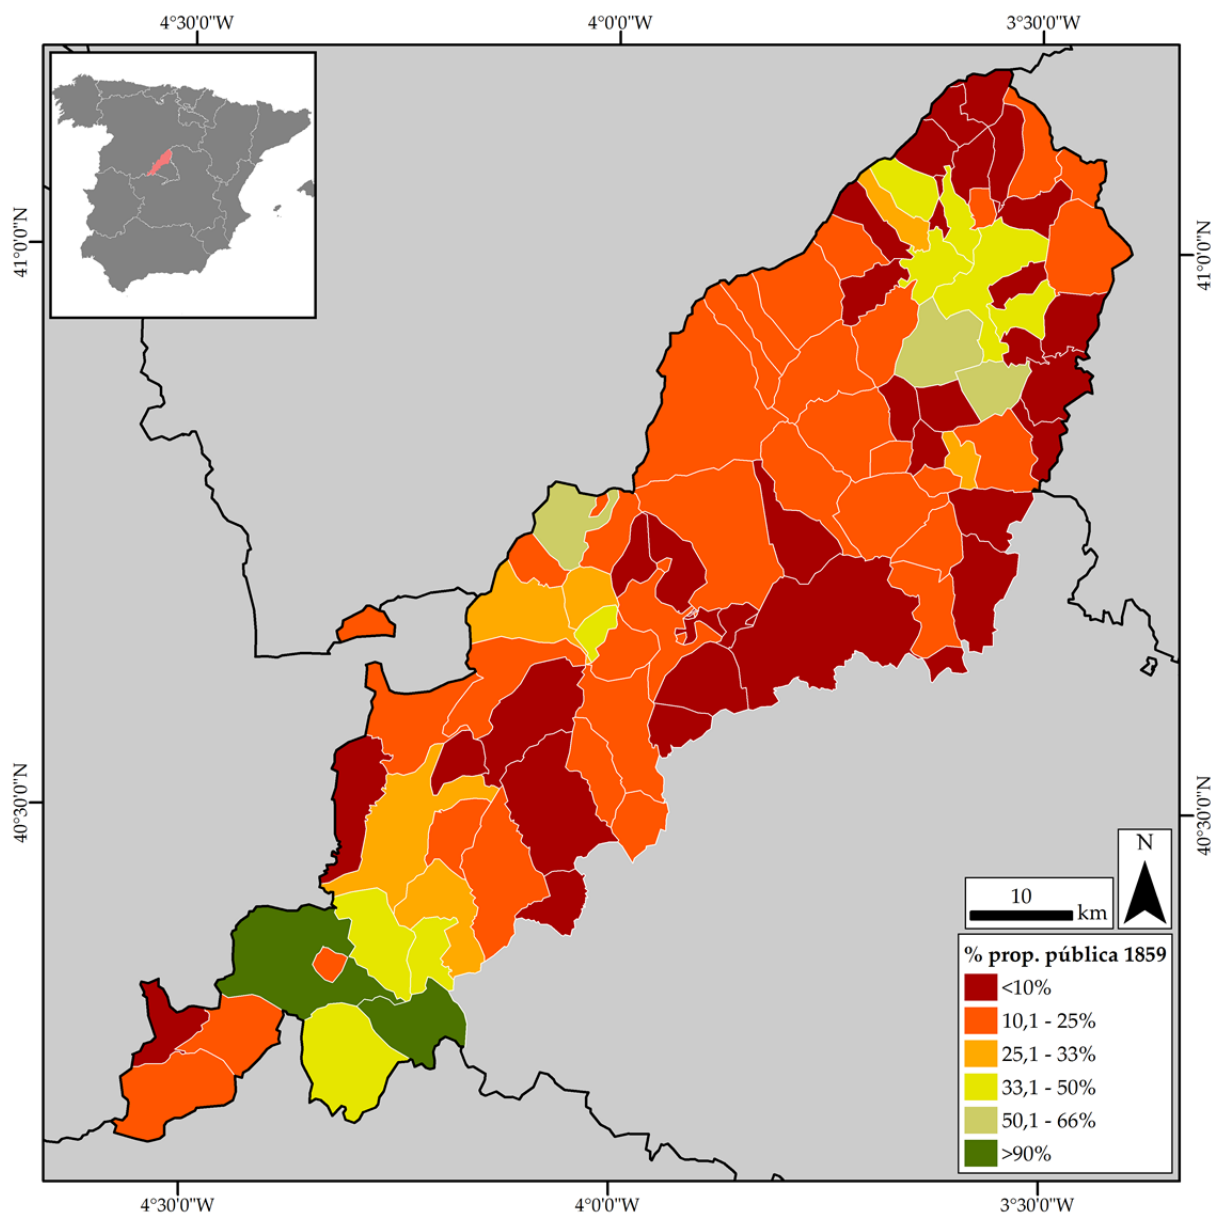 4°30'0"W 4°0'0"W 3°30'0"W
41°0'0"N 41°0'0"N
40°30'0"N 40°30'0"N
N
10
km
% prop. pública 1859
<10%
10,1 - 25%
25,1 - 33%
33,1 - 50%
50,1 - 66%
>90%
4°30'0"W 4°0'0"W 3°30'0"W